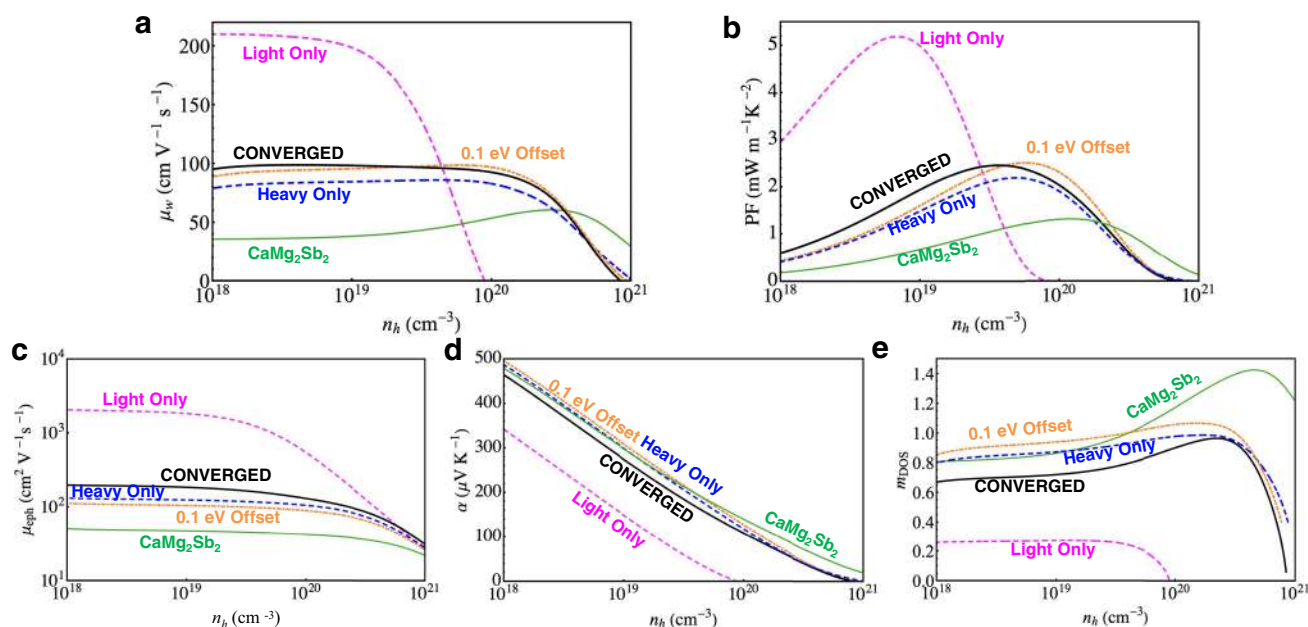 a
μw (cm V⁻¹ s⁻¹)
200
150
100
50
0
Light Only
CONVERGED
0.1 eV Offset
Heavy Only
CaMg₂Sb₂
10¹⁸
10¹⁹
10²⁰
10²¹
nh (cm⁻³)
b
PF (mW m⁻¹K⁻²)
5
4
3
2
1
0
Light Only
0.1 eV Offset
CONVERGED
Heavy Only
CaMg₂Sb₂
10¹⁸
10¹⁹
10²⁰
10²¹
nh (cm⁻³)
c
μeph (cm² V⁻¹s⁻¹)
10⁴
10³
10²
10¹
Light Only
CONVERGED
Heavy Only
0.1 eV Offset
CaMg₂Sb₂
10¹⁸
10¹⁹
10²⁰
10²¹
nh (cm ⁻³)
d
α (μV K⁻¹)
500
400
300
200
100
0
0.1 eV Offset
Heavy Only
CONVERGED
Light Only
CaMg₂Sb₂
10¹⁸
10¹⁹
10²⁰
10²¹
nh (cm⁻³)
e
mDOS
1.4
1.2
1.0
0.8
0.6
0.4
0.2
0.0
CaMg₂Sb₂
0.1 eV Offset
Heavy Only
CONVERGED
Light Only
10¹⁸
10¹⁹
10²⁰
10²¹
nh (cm⁻³)